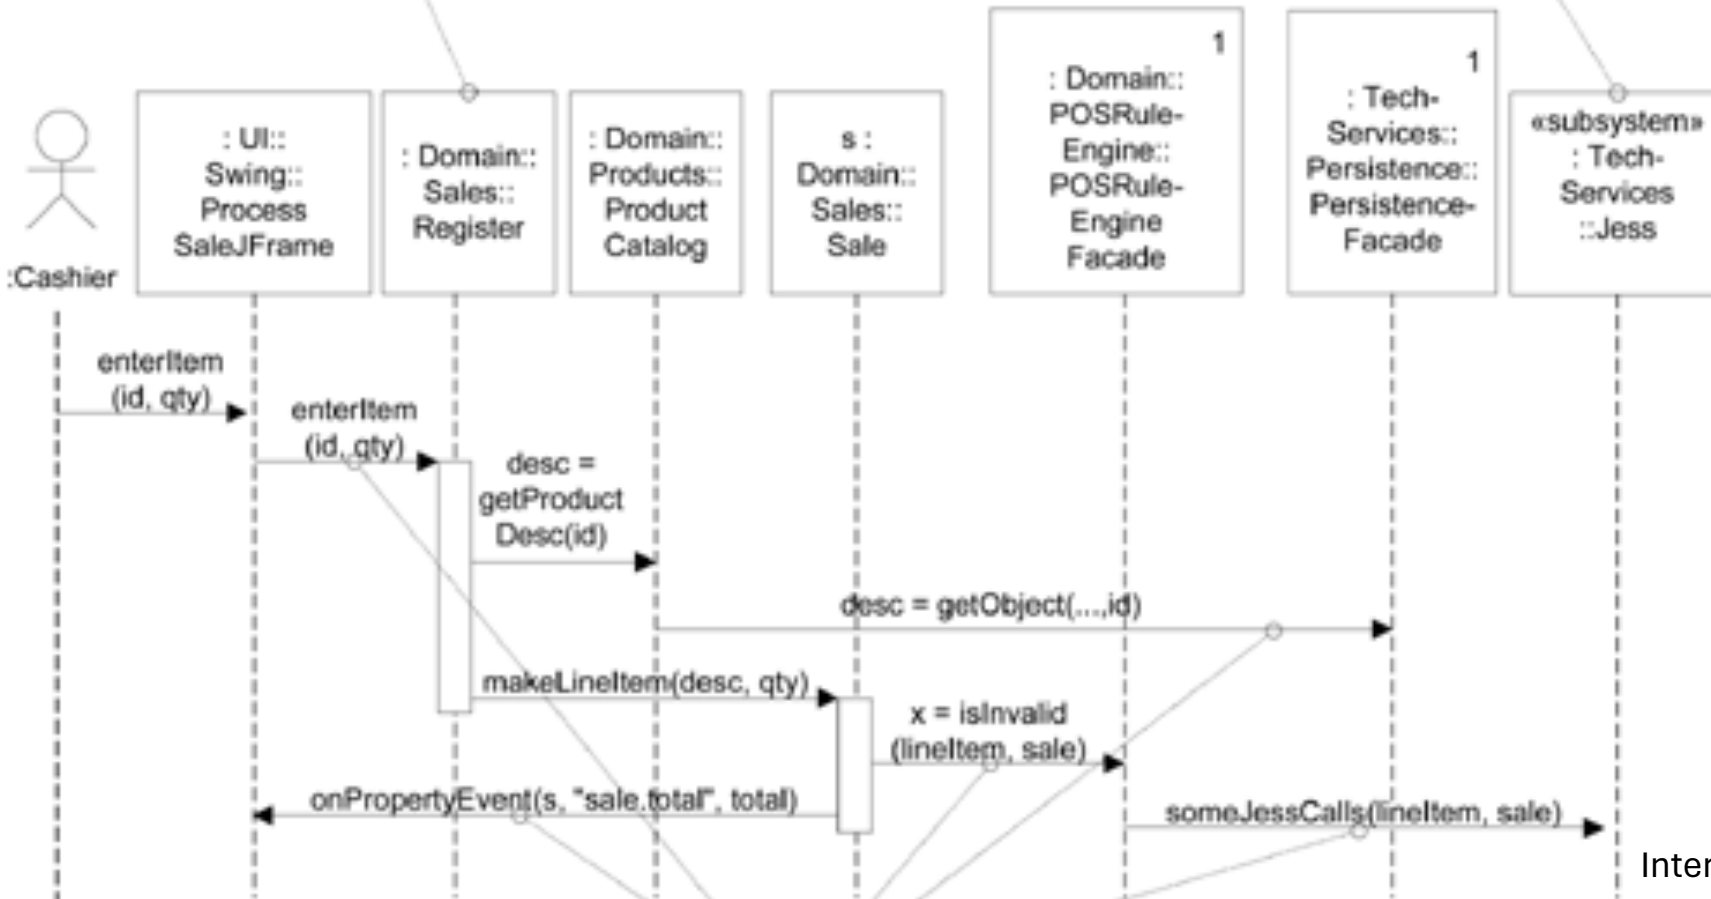 :Cashier
: UI::
Swing::
Process
SaleJFrame
: Domain::
Sales::
Register
: Domain::
Products::
Product
Catalog
s :
Domain::
Sales::
Sale
1
: Domain::
POSRule-
Engine::
POSRule-
Engine
Facade
1
: Tech-
Services::
Persistence::
Persistence-
Facade
«subsystem»
: Tech-
Services
::Jess
enterItem
(id, qty)
enterItem
(id, qty)
desc =
getProduct
Desc(id)
desc = getObject(...,id)
makeLineItem(desc, qty)
x = isInvalid
(lineItem, sale)
onPropertyEvent(s, "sale.total", total)
someJessCalls(lineItem, sale)
Inter